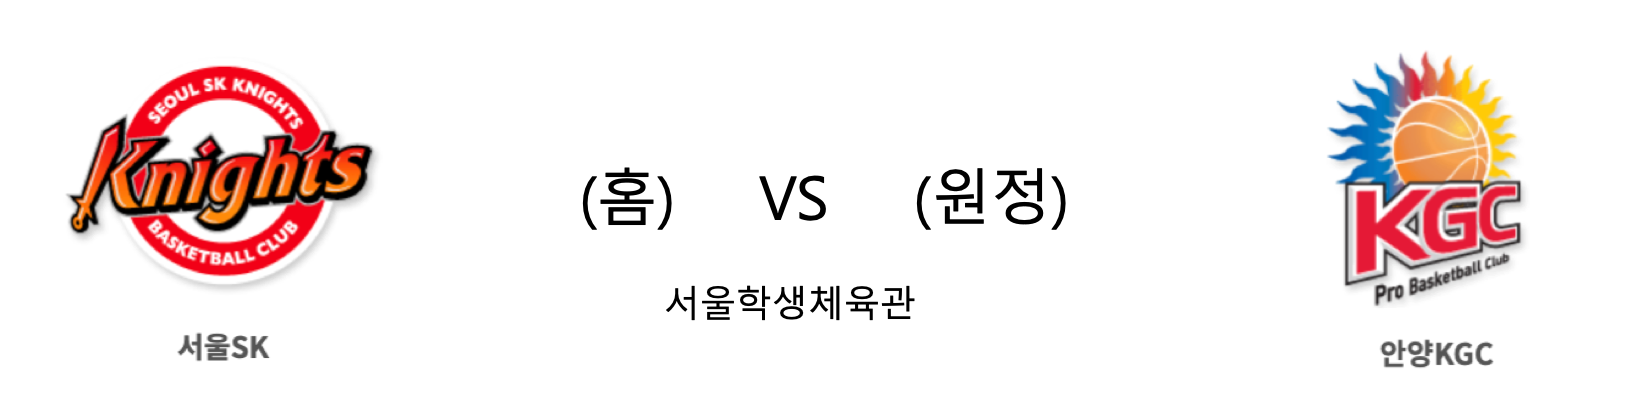 SEOUL SK KNIGHTS
Knights
BASKETBALL CLUB
서울SK
(홈) VS (원정)
서울학생체육관
KGC
Pro Basketball Club
안양KGC